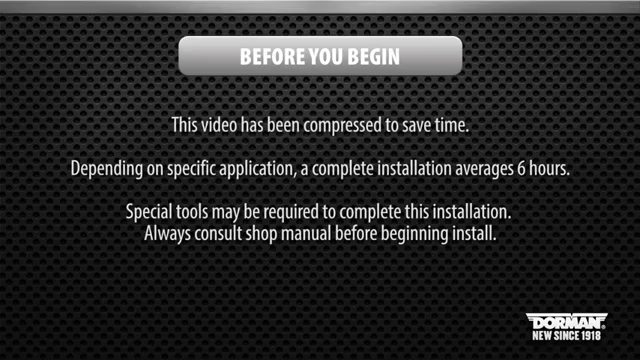 BEFORE YOU BEGIN
This video has been compressed to save time.
Depending on specific application, a complete installation averages 6 hours.
Special tools may be required to complete this installation.
Always consult shop manual before beginning install.
DORMAN®
NEW SINCE 1918